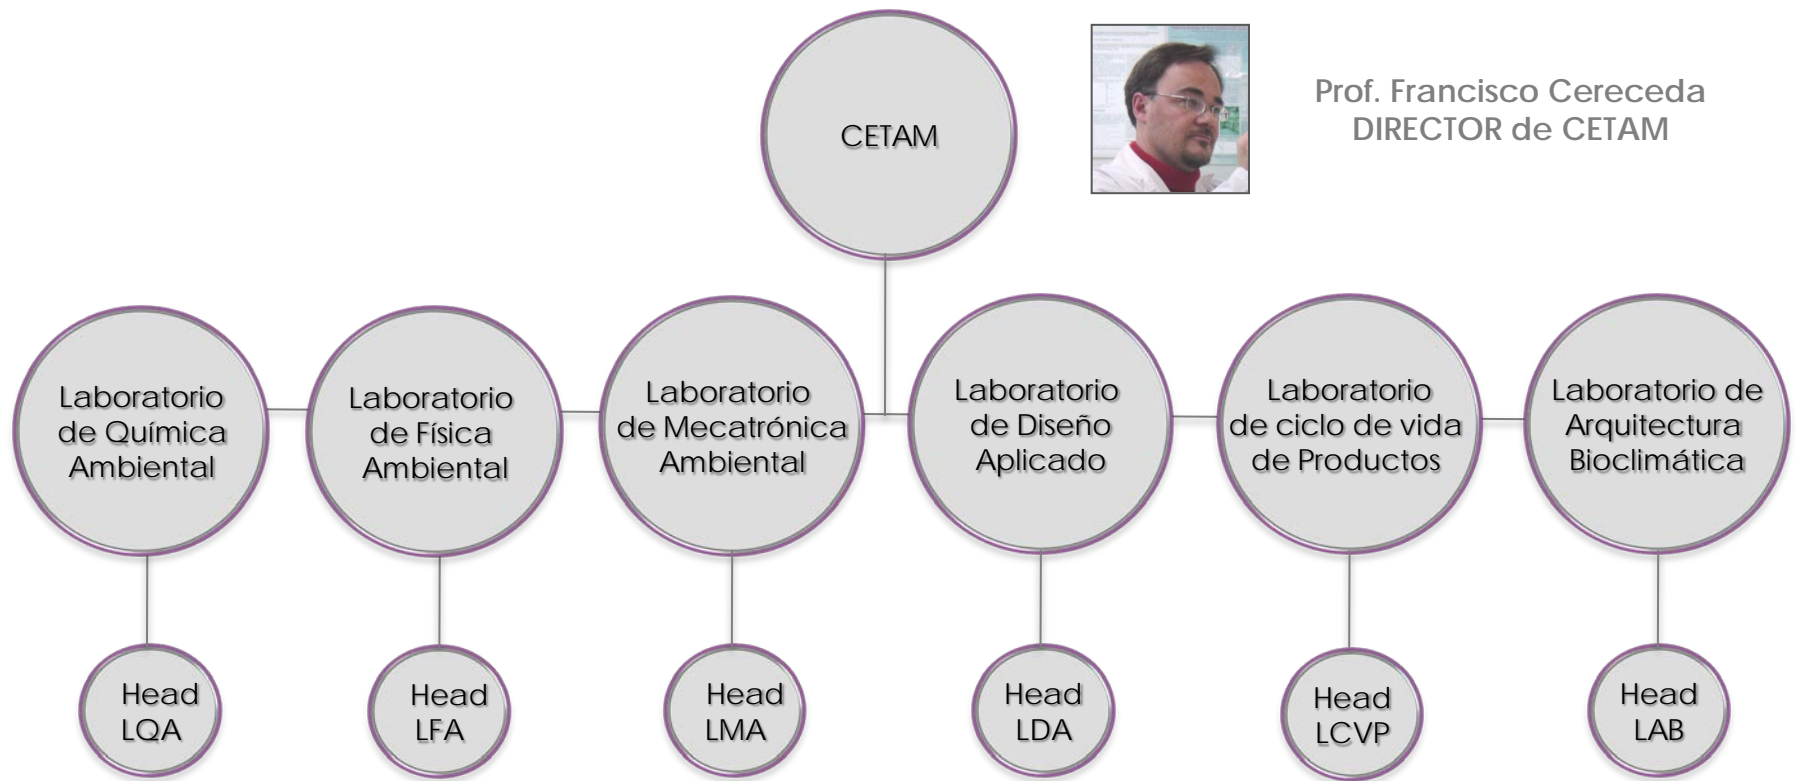 CETAM
Prof. Francisco Cereceda
DIRECTOR de CETAM
Laboratorio
de Química
Ambiental
Laboratorio
de Física
Ambiental
Laboratorio
de Mecatrónica
Ambiental
Laboratorio
de Diseño
Aplicado
Laboratorio
de ciclo de vida
de Productos
Laboratorio de
Arquitectura
Bioclimática
Head
LQA
Head
LFA
Head
LMA
Head
LDA
Head
LCVP
Head
LAB